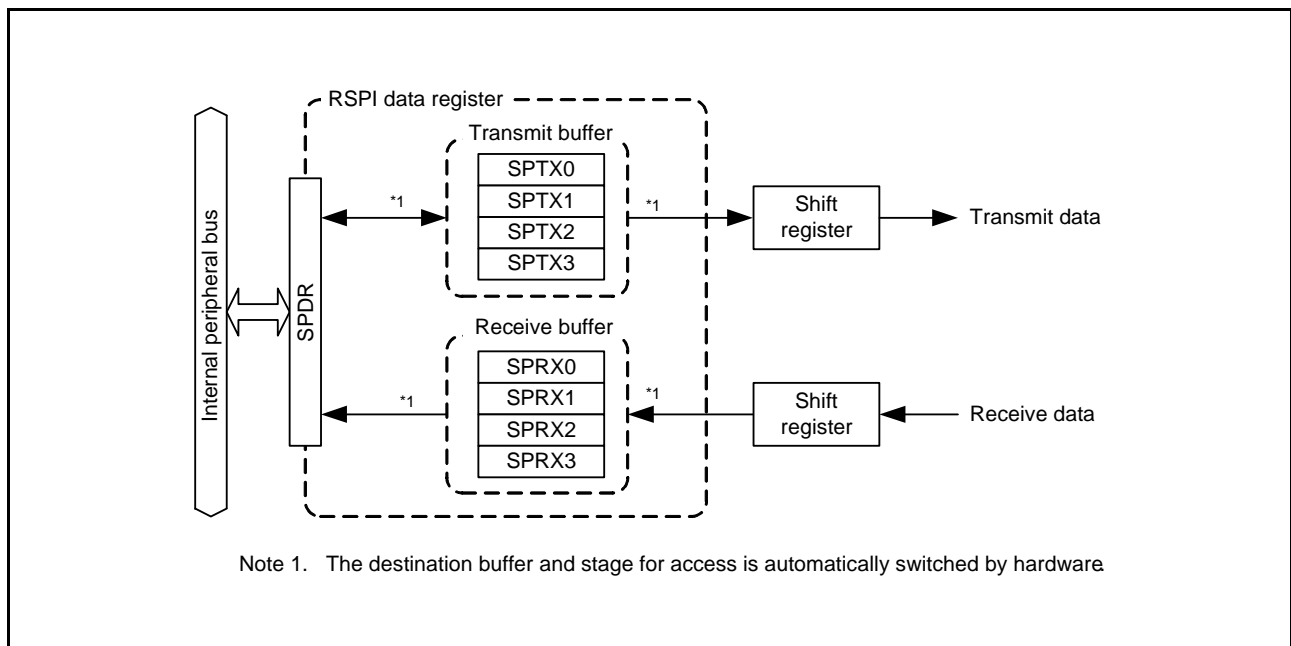 RSPI data register
Transmit buffer
SPTX0
SPTX1
SPTX2
SPTX3
*1
*1
Shift
register
Transmit data
Internal peripheral bus
SPDR
Receive buffer
SPRX0
SPRX1
SPRX2
SPRX3
*1
*1
Shift
register
Receive data
Note 1. The destination buffer and stage for access is automatically switched by hardware.